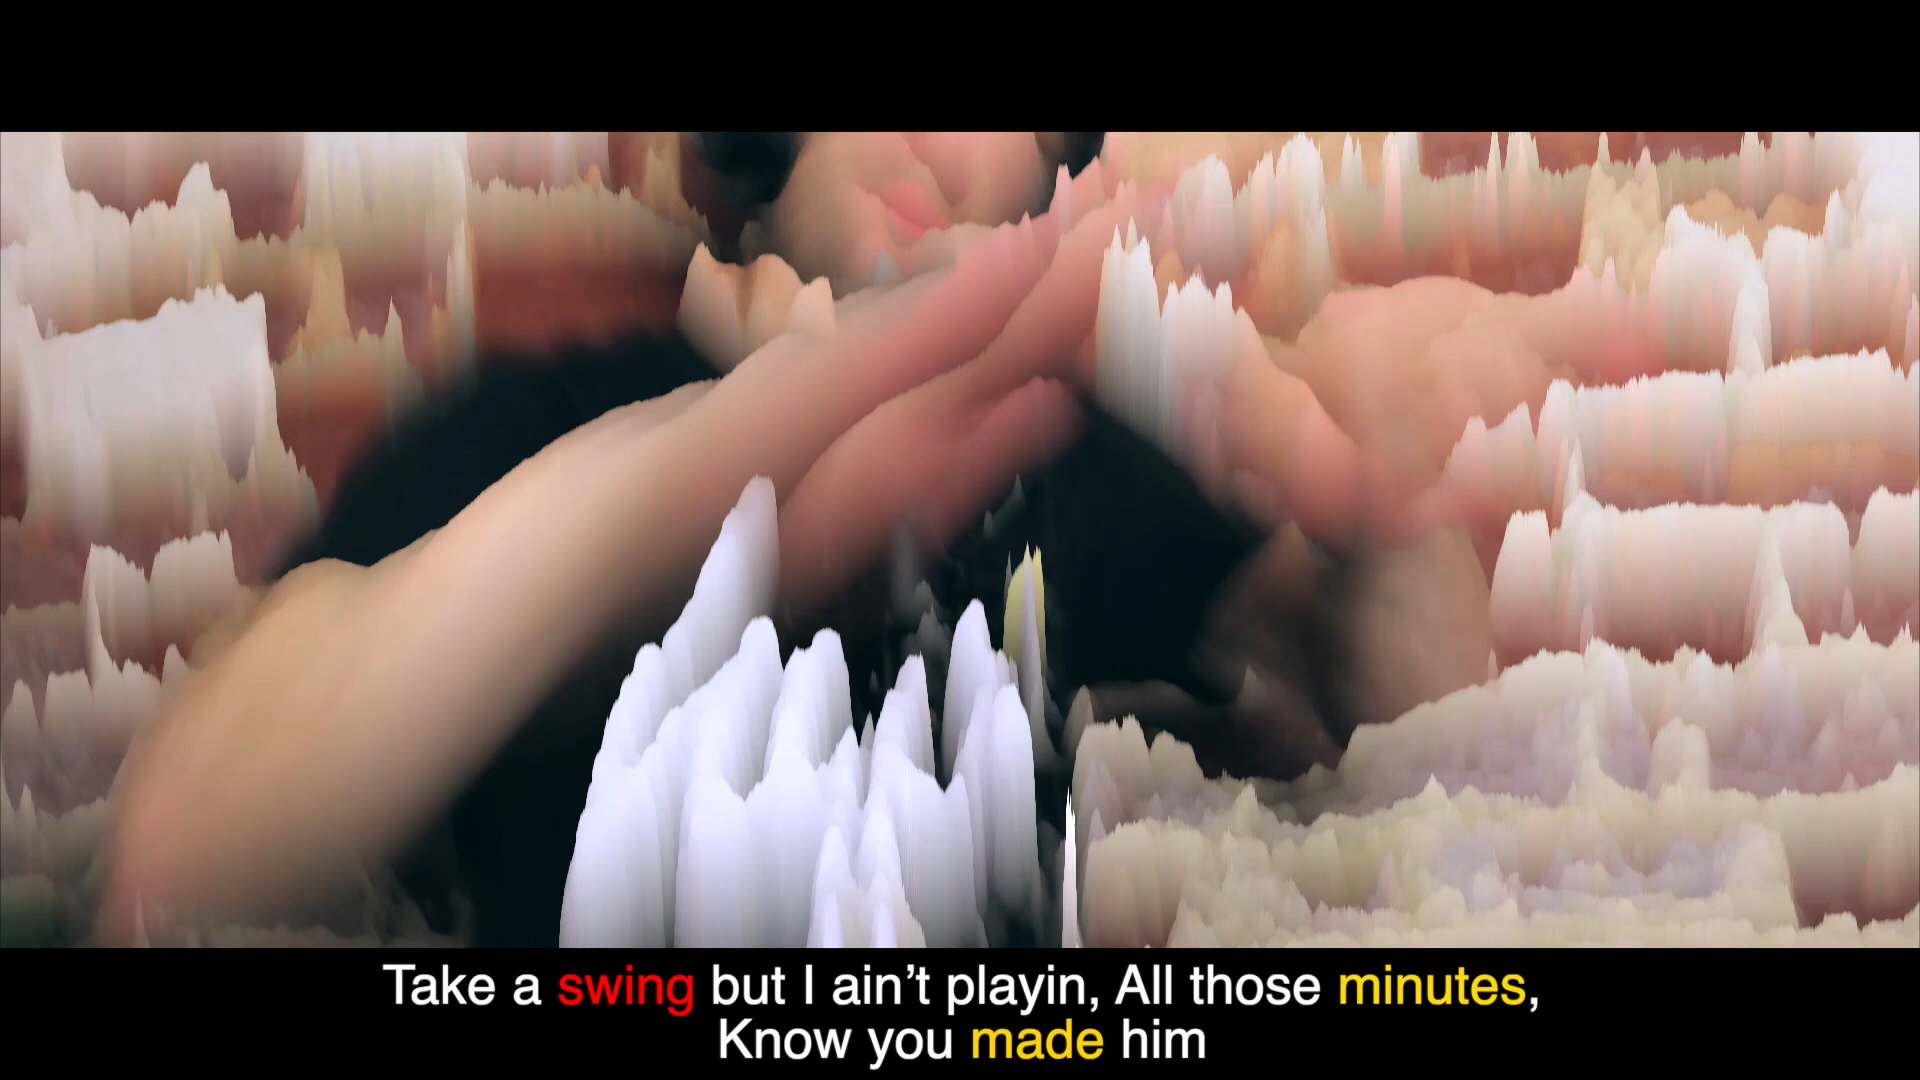 Take a swing but I ain’t playin, All those minutes,
Know you made him